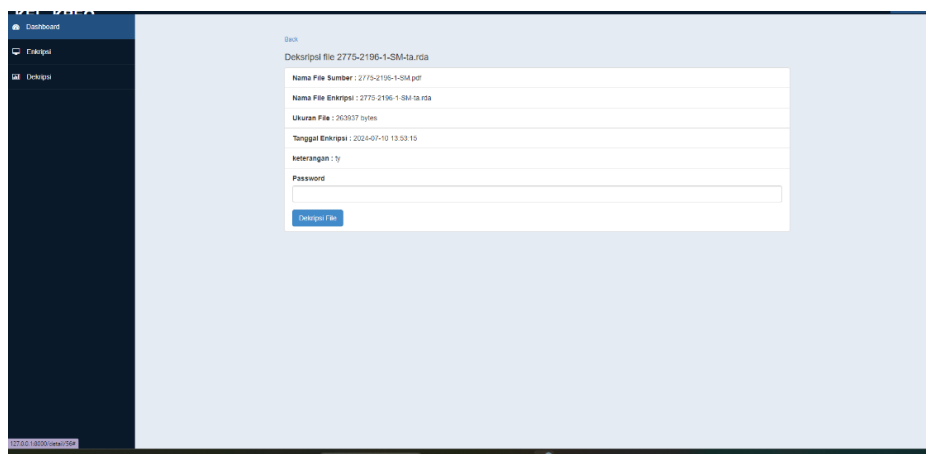 Dashboard
Enkripsi
Dekripsi
Back
Deksripsi file 2775-2196-1-SM-ta.rda
Nama File Sumber : 2775-2196-1-SM.pdf
Nama File Enkripsi : 2775-2196-1-SM-ta.rda
Ukuran File : 263937 bytes
Tanggal Enkripsi : 2024-07-10 13:53:15
keterangan : ty
Password
Dekripsi File
127.0.0.1:8000/detail/36#